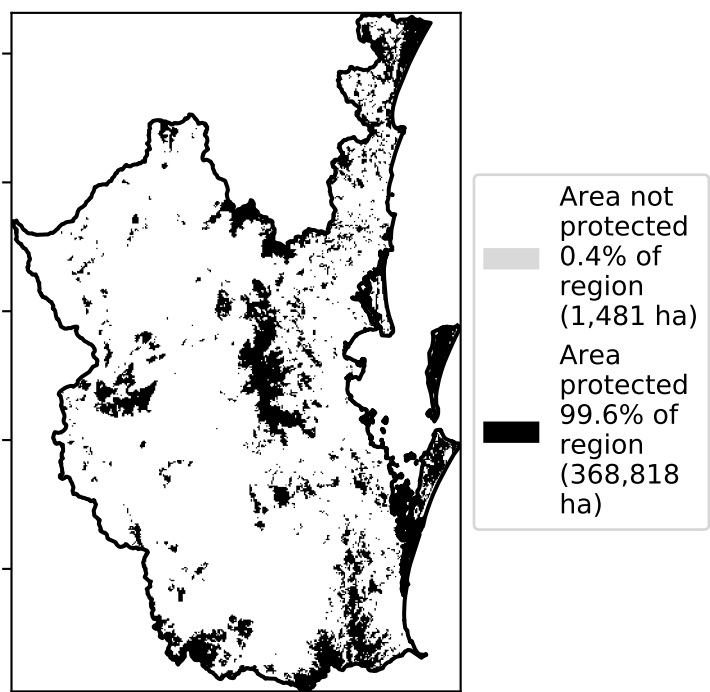 Area not
protected
0.4% of
region
(1,481 ha)
Area
protected
99.6% of
region
(368,818
ha)